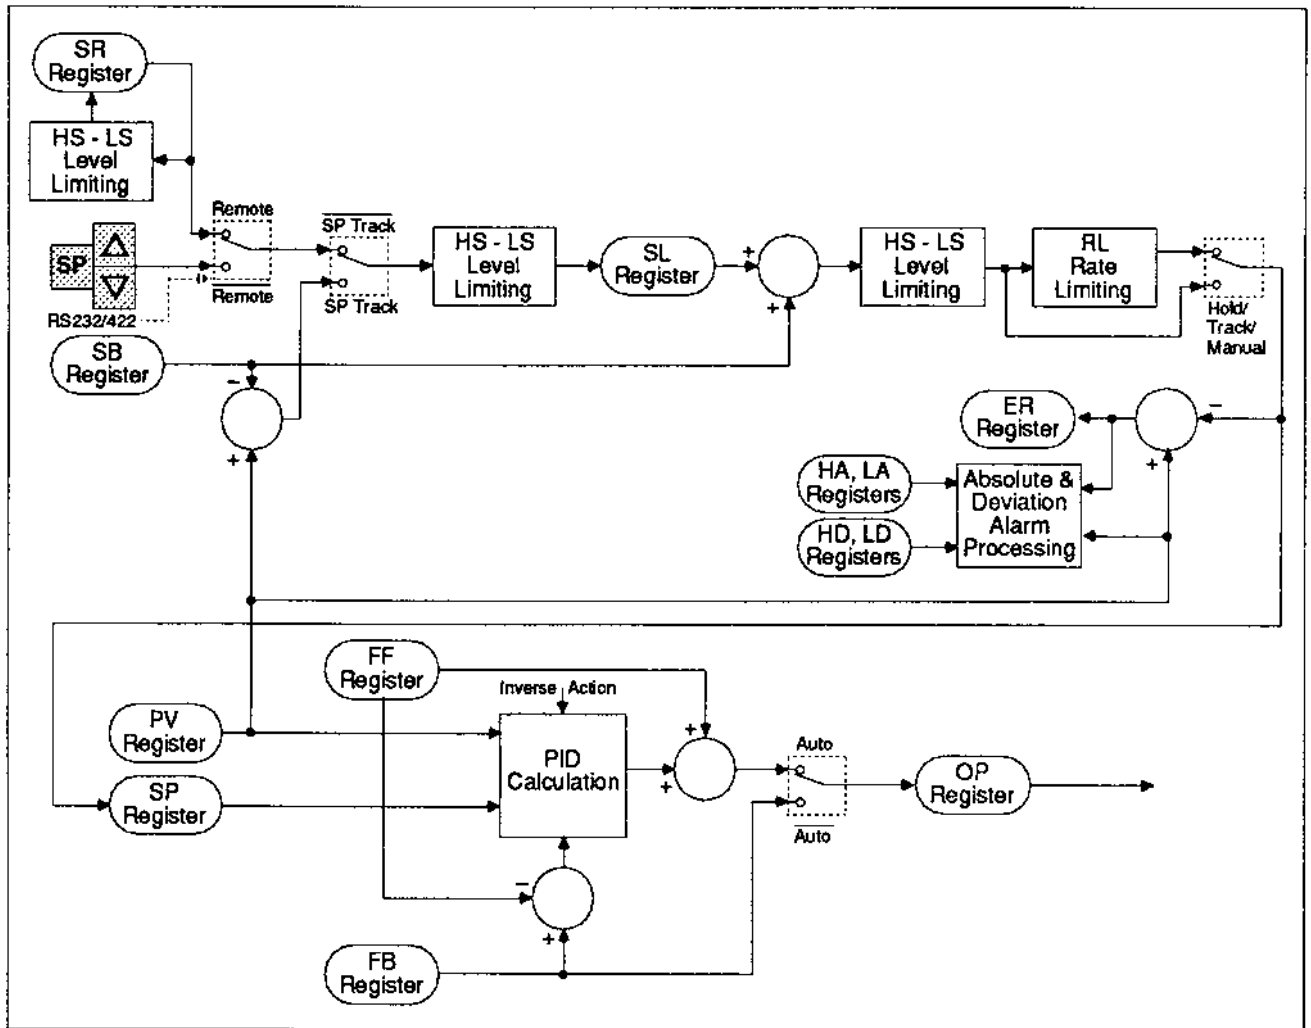 SR
Register
HS - LS
Level
Limiting
SP
RS232/422
Remote
Remote
SP Track
SP Track
HS - LS
Level
Limiting
SL
Register
+
+
HS - LS
Level
Limiting
RL
Rate
Limiting
Hold/
Track/
Manual
SB
Register
-
+
ER
Register
-
+
HA, LA
Registers
HD, LD
Registers
Absolute &
Deviation
Alarm
Processing
FF
Register
Inverse Action
PV
Register
SP
Register
PID
Calculation
+
+
Auto
Auto
OP
Register
-
+
FB
Register